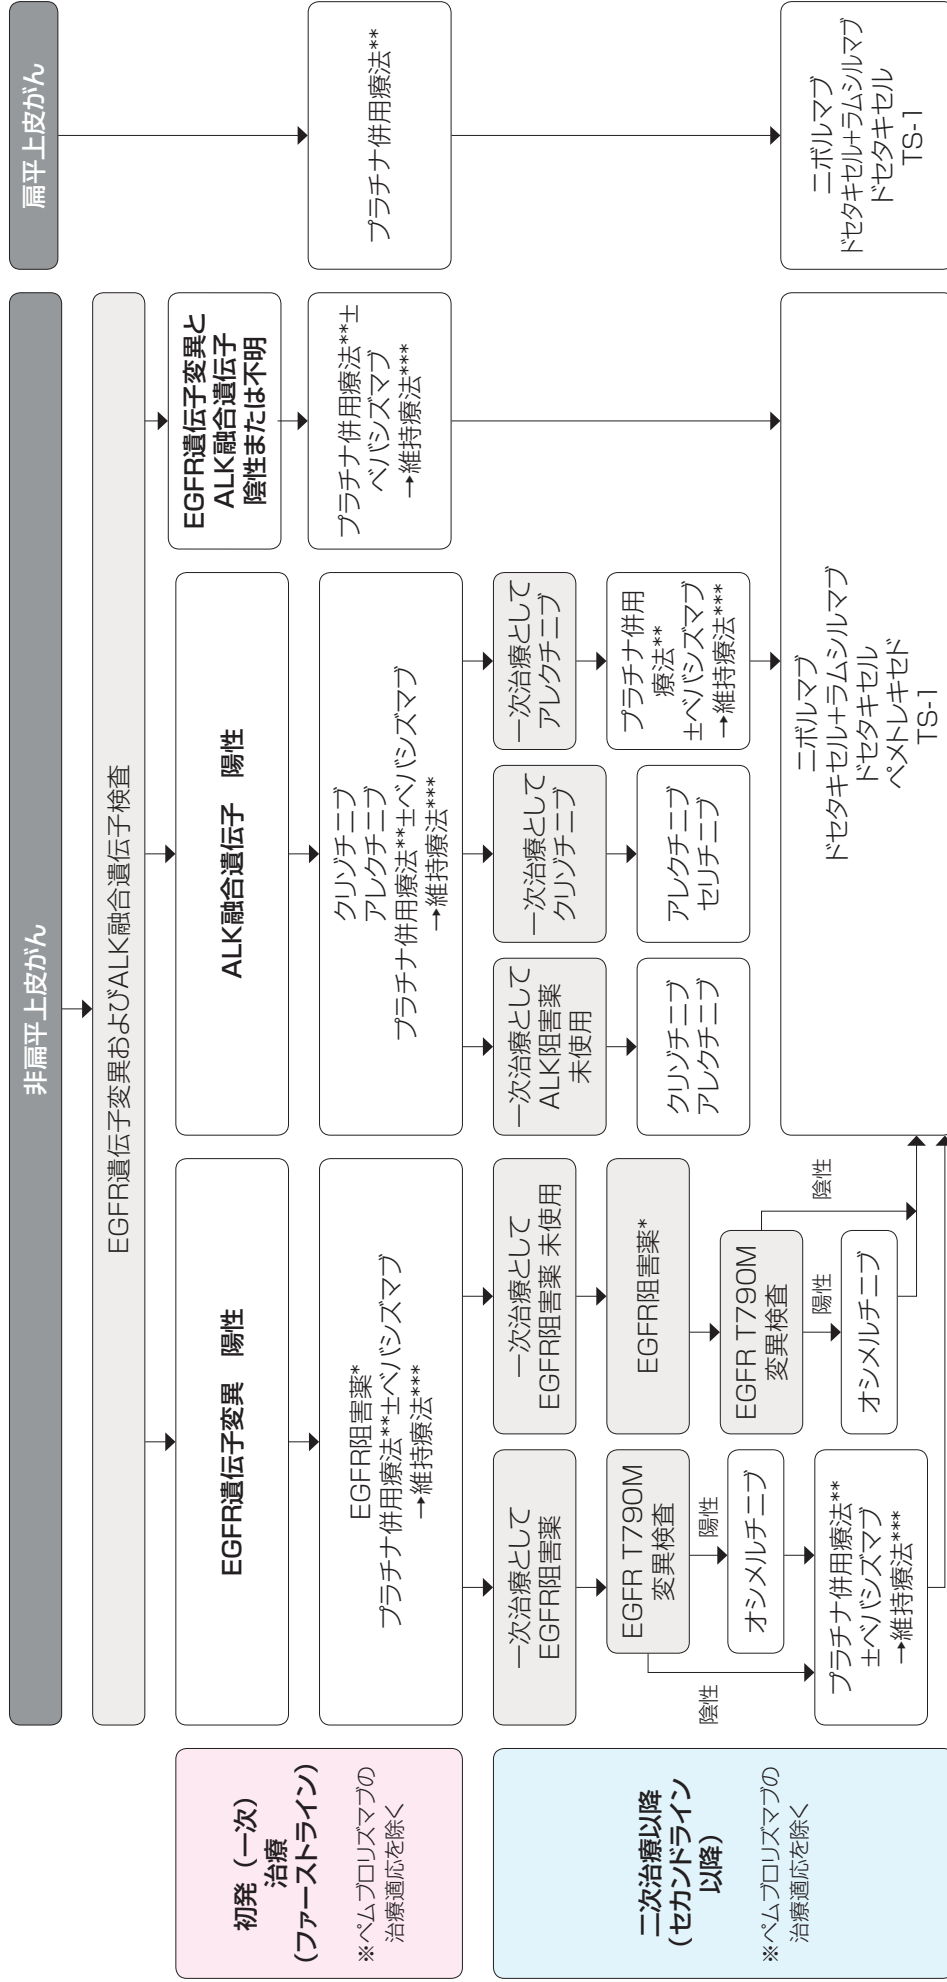 非扁平上皮がん
扁平上皮がん
EGFR遺伝子変異およびALK融合遺伝子検査
初発（一次）
治療
（ファーストライン）
※ペムブロリズマブの
治療適応を除く
EGFR遺伝子変異　陽性
ALK融合遺伝子　陽性
EGFR遺伝子変異と
ALK融合遺伝子
陰性または不明
EGFR阻害薬*
プラチナ併用療法**±ベバシズマブ
→維持療法***
クリゾチニブ
アレクチニブ
プラチナ併用療法**±ベバシズマブ
→維持療法***
プラチナ併用療法**±
ベバシズマブ
→維持療法***
プラチナ併用療法**
二次治療以降
（セカンドライン
以降）
※ペムブロリズマブの
治療適応を除く
一次治療として
EGFR阻害薬
EGFR T790M
変異検査
陰性
陽性
オシメルチニブ
プラチナ併用療法**
±ベバシズマブ
→維持療法***
一次治療として
EGFR阻害薬 未使用
EGFR阻害薬*
EGFR T790M
変異検査
陽性
陰性
オシメルチニブ
一次治療として
ALK阻害薬
未使用
クリゾチニブ
アレクチニブ
一次治療として
クリゾチニブ
アレクチニブ
セリチニブ
一次治療として
アレクチニブ
プラチナ併用
療法**
±ベバシズマブ
→維持療法***
ニボルマブ
ドセタキセル+ラムシルマブ
ドセタキセル
ペメトレキセド
TS-1
ニボルマブ
ドセタキセル+ラムシルマブ
ドセタキセル
TS-1